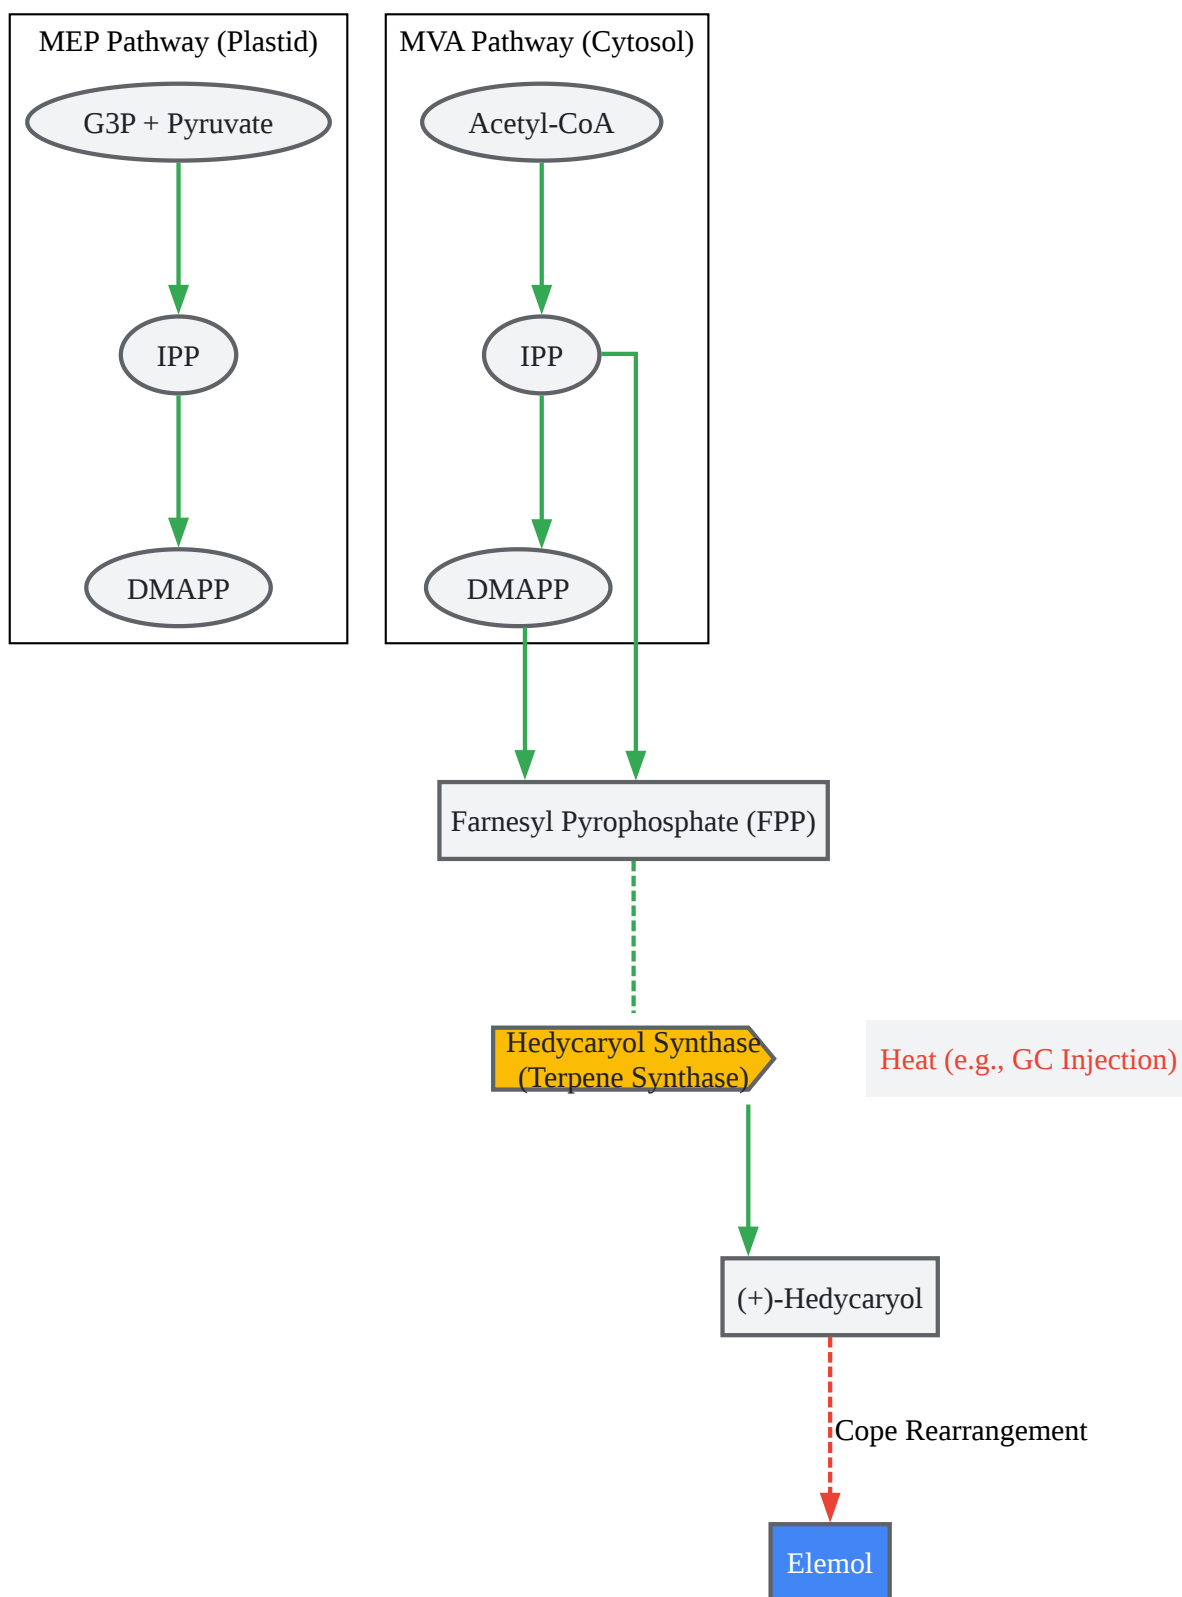 MEP Pathway (Plastid)
MVA Pathway (Cytosol)
G3P + Pyruvate
Acetyl-CoA
IPP
IPP
DMAPP
DMAPP
Farnesyl Pyrophosphate (FPP)
Hedycaryol Synthase
(Terpene Synthase)
Heat (e.g., GC Injection)
(+)-Hedycaryol
Cope Rearrangement
Elemol